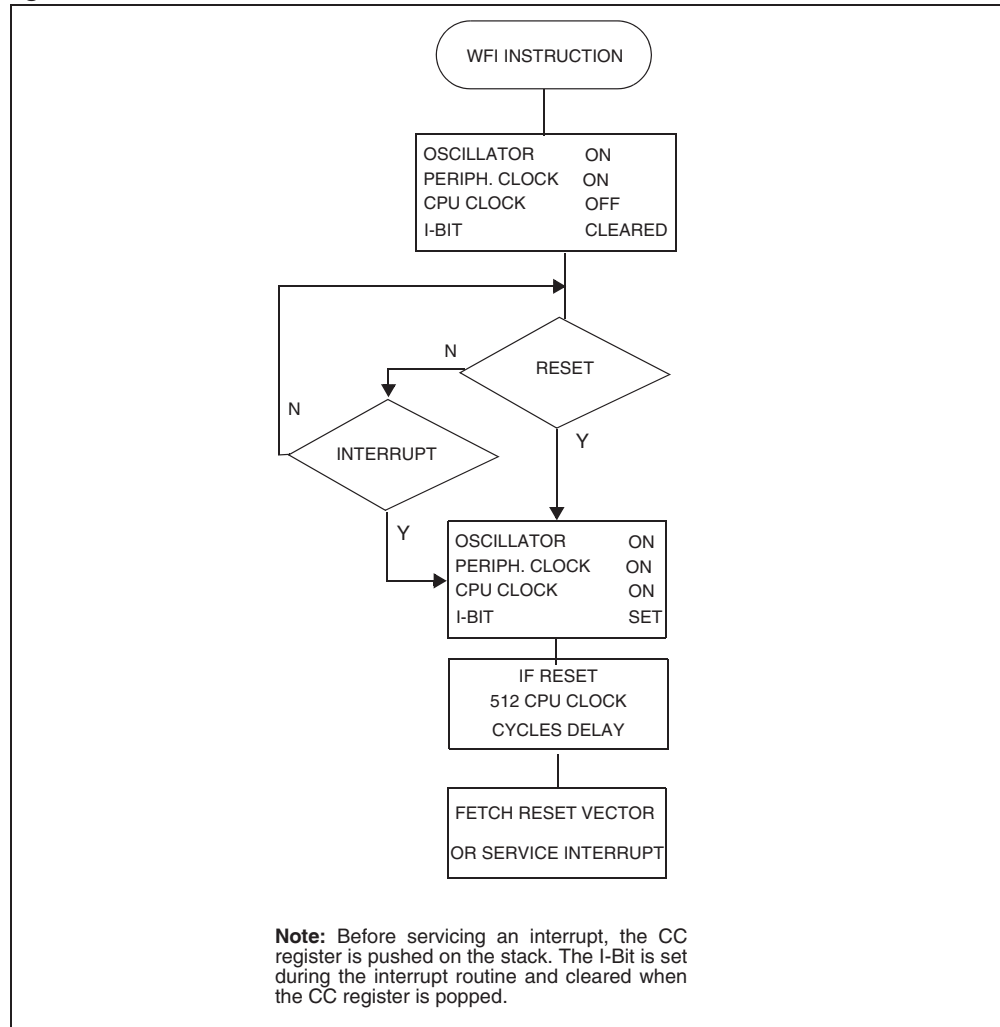 WFI INSTRUCTION
OSCILLATOR ON
PERIPH. CLOCK ON
CPU CLOCK OFF
I-BIT CLEARED
N
RESET
N
Y
INTERRUPT
Y
OSCILLATOR ON
PERIPH. CLOCK ON
CPU CLOCK ON
I-BIT SET
IF RESET
512 CPU CLOCK
CYCLES DELAY
FETCH RESET VECTOR
OR SERVICE INTERRUPT
Note: Before servicing an interrupt, the CC
register is pushed on the stack. The I-Bit is set
during the interrupt routine and cleared when
the CC register is popped.